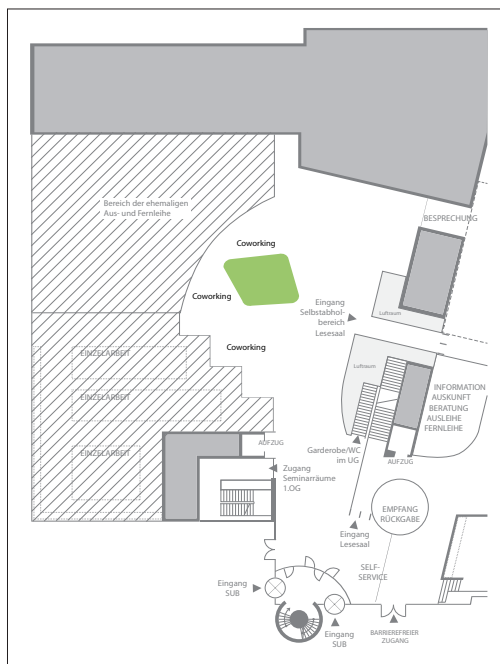 Bereich der ehemaligen
Aus- und Fernleihe
BESPRECHUNG
Coworking
Coworking
Coworking
Eingang
Selbstabhol-
bereich
Lesesaal
Luftraum
EINZELARBEIT
EINZELARBEIT
EINZELARBEIT
Luftraum
INFORMATION
AUSKUNFT
BERATUNG
AUSLEIHE
FERNLEIHE
AUFZUG
Garderobe/WC
im UG
AUFZUG
Zugang
Seminarräume
1.OG
EMPFANG
RÜCKGABE
Eingang
Lesesaal
SELF-
SERVICE
Eingang
SUB
Eingang
SUB
BARRIEREFREIER
ZUGANG